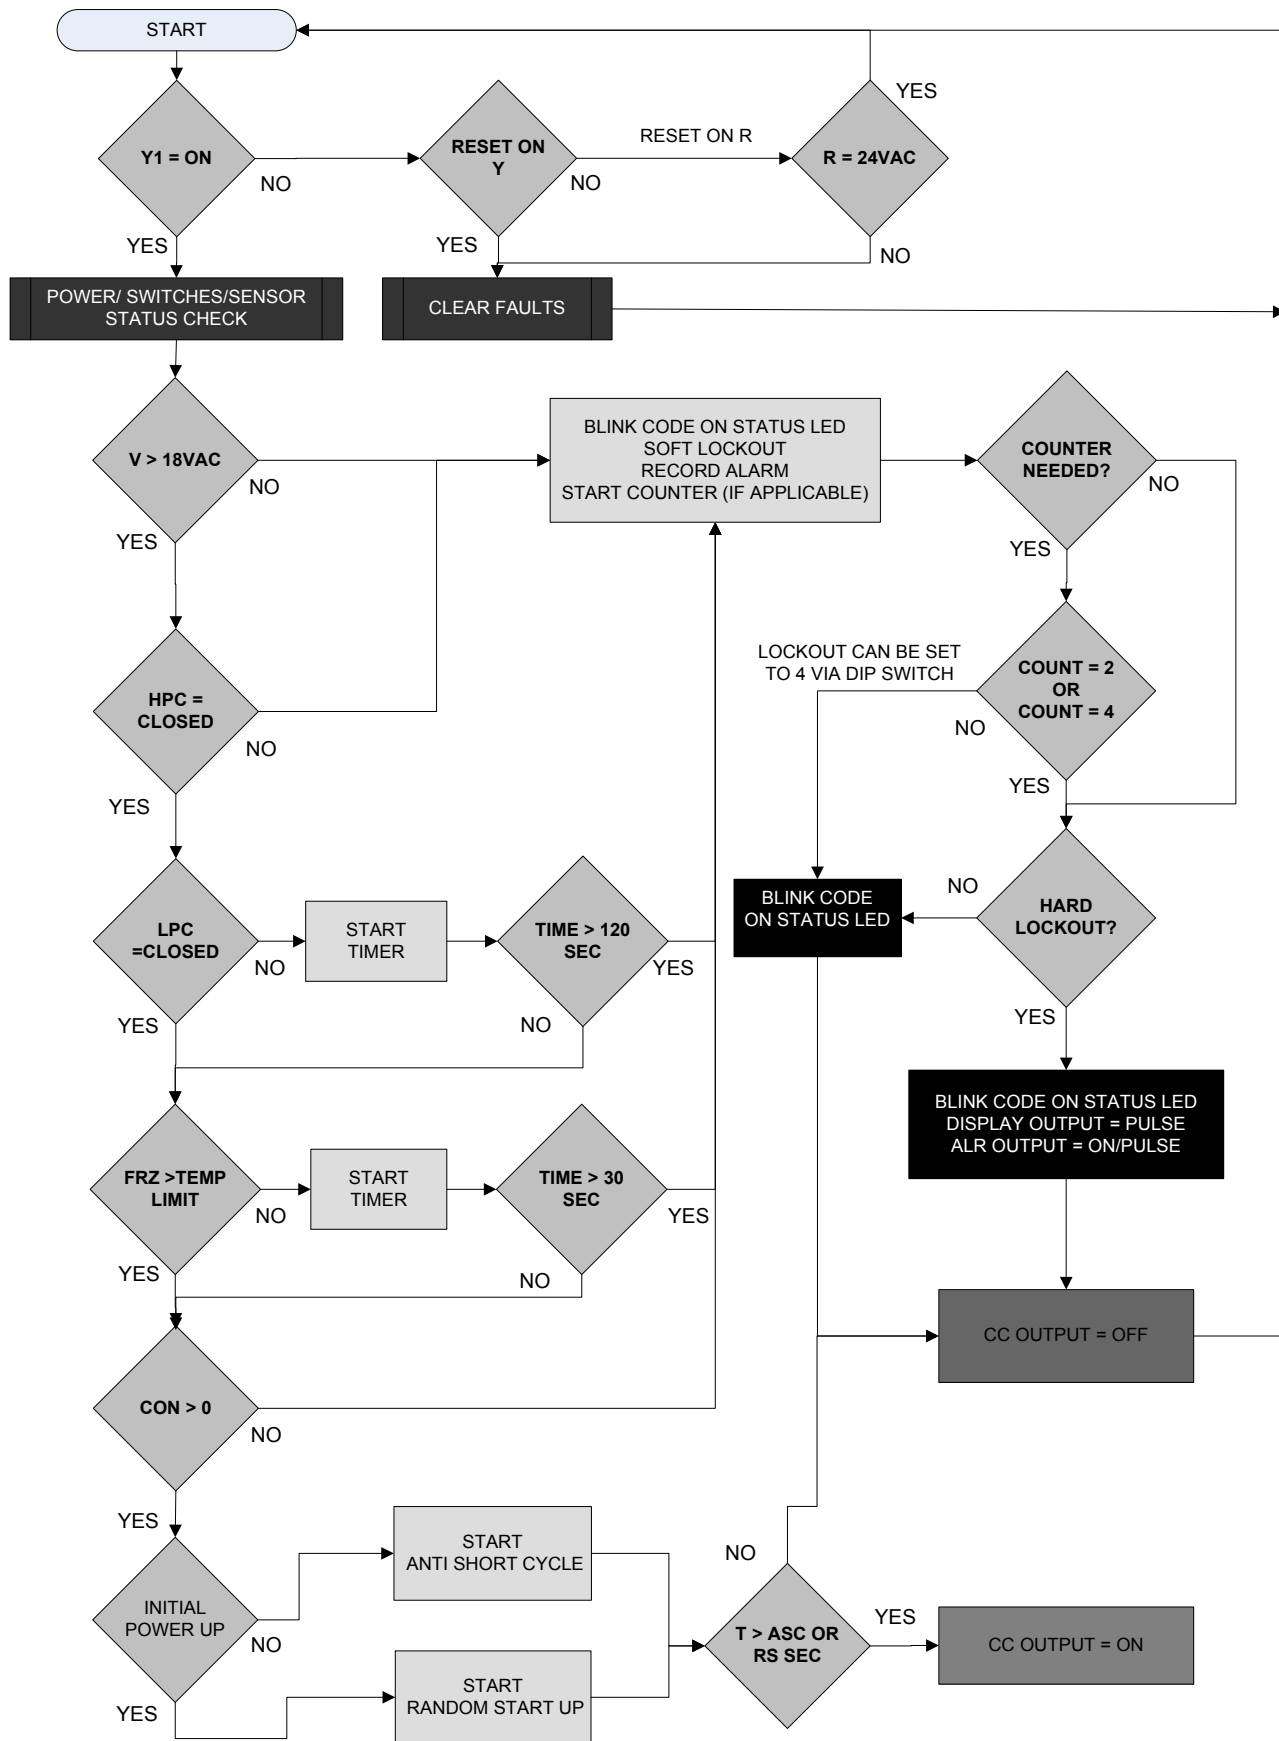 START
Y1 = ON
NO
YES
RESET ON
Y
NO
YES
RESET ON R
R = 24VAC
YES
NO
POWER/ SWITCHES/SENSOR
STATUS CHECK
CLEAR FAULTS
V > 18VAC
NO
YES
BLINK CODE ON STATUS LED
SOFT LOCKOUT
RECORD ALARM
START COUNTER (IF APPLICABLE)
COUNTER
NEEDED?
NO
YES
HPC =
CLOSED
NO
YES
LOCKOUT CAN BE SET
TO 4 VIA DIP SWITCH
COUNT = 2
OR
COUNT = 4
NO
YES
LPC
=CLOSED
NO
YES
START
TIMER
TIME > 120
SEC
YES
NO
BLINK CODE
ON STATUS LED
NO
HARD
LOCKOUT?
YES
FRZ >TEMP
LIMIT
NO
YES
START
TIMER
TIME > 30
SEC
YES
NO
BLINK CODE ON STATUS LED
DISPLAY OUTPUT = PULSE
ALR OUTPUT = ON/PULSE
CC OUTPUT = OFF
CON > 0
NO
YES
INITIAL
POWER UP
NO
YES
START
ANTI SHORT CYCLE
START
RANDOM START UP
NO
T > ASC OR
RS SEC
YES
CC OUTPUT = ON